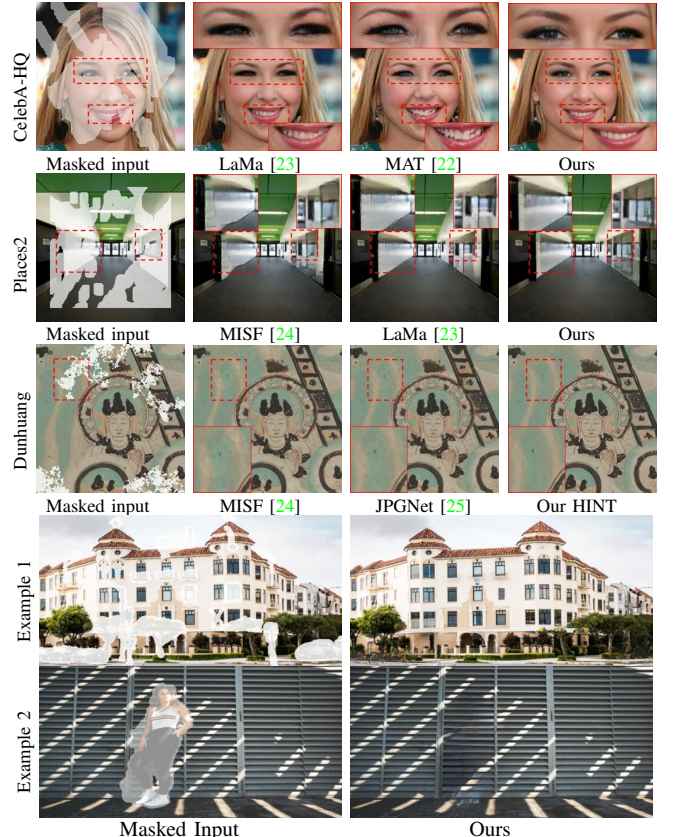 CelebA-HQ
Masked input LaMa [23] MAT [22] Ours
Places2
Masked input MISF [24] LaMa [23] Ours
Dunhuang
Masked input MISF [24] JPGNet [25] Our HINT
Example 1
Example 2
Masked Input Ours